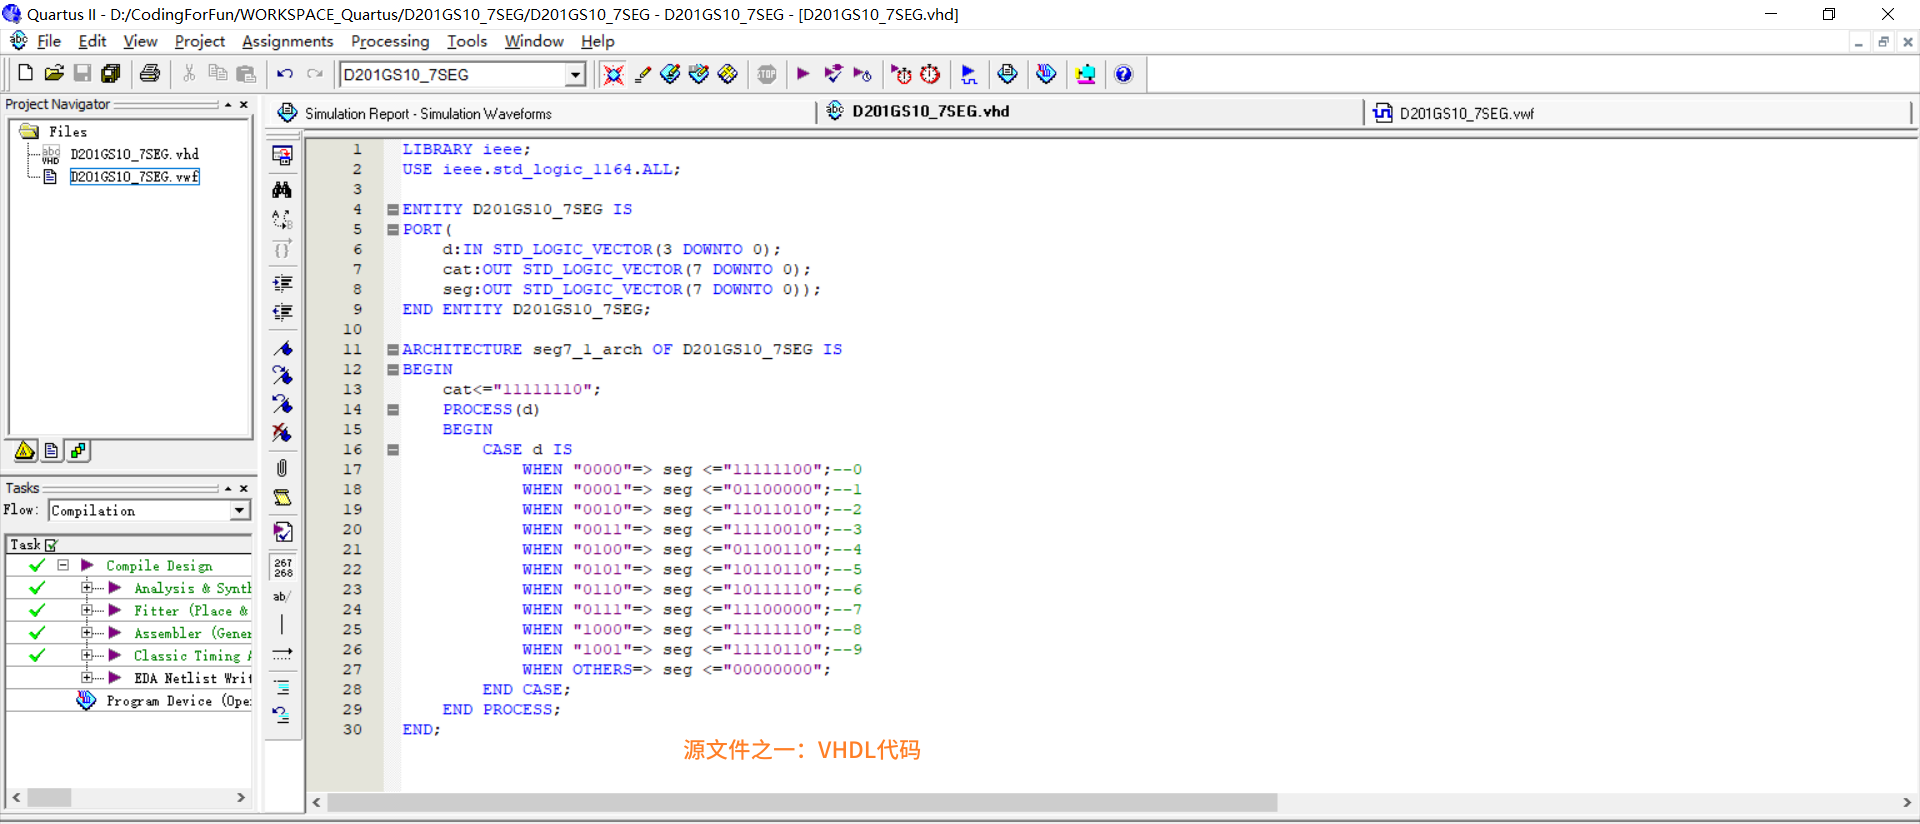 Quartus II - D:/CodingForFun/WORKSPACE_Quartus/D201GS10_7SEG/D201GS10_7SEG - D201GS10_7SEG - [D201GS10_7SEG.vhd]
File Edit View Project Assignments Processing Tools Window Help
D201GS10_7SEG
STOP
Project Navigator
Files
D201GS10_7SEG.vhd
D201GS10_7SEG.vwf
Tasks
Flow: Compilation
Task
Compile Design
Analysis & Synth
Fitter (Place &
Assembler (Gener
Classic Timing A
EDA Netlist Writ
Program Device (Ope
Simulation Report - Simulation Waveforms
D201GS10_7SEG.vhd
D201GS10_7SEG.vwf
267
268
ab/
1 LIBRARY ieee;
2 USE ieee.std_logic_1164.ALL;
3
4 ENTITY D201GS10_7SEG IS
5 PORT(
6 d:IN STD_LOGIC_VECTOR(3 DOWNTO 0);
7 cat:OUT STD_LOGIC_VECTOR(7 DOWNTO 0);
8 seg:OUT STD_LOGIC_VECTOR(7 DOWNTO 0));
9 END ENTITY D201GS10_7SEG;
10
11 ARCHITECTURE seg7_1_arch OF D201GS10_7SEG IS
12 BEGIN
13 cat<="11111110";
14 PROCESS(d)
15 BEGIN
16 CASE d IS
17 WHEN "0000"=> seg <="11111100";--0
18 WHEN "0001"=> seg <="01100000";--1
19 WHEN "0010"=> seg <="11011010";--2
20 WHEN "0011"=> seg <="11110010";--3
21 WHEN "0100"=> seg <="01100110";--4
22 WHEN "0101"=> seg <="10110110";--5
23 WHEN "0110"=> seg <="10111110";--6
24 WHEN "0111"=> seg <="11100000";--7
25 WHEN "1000"=> seg <="11111110";--8
26 WHEN "1001"=> seg <="11110110";--9
27 WHEN OTHERS=> seg <="00000000";
28 END CASE;
29 END PROCESS;
30 END;
源文件之一：VHDL代码